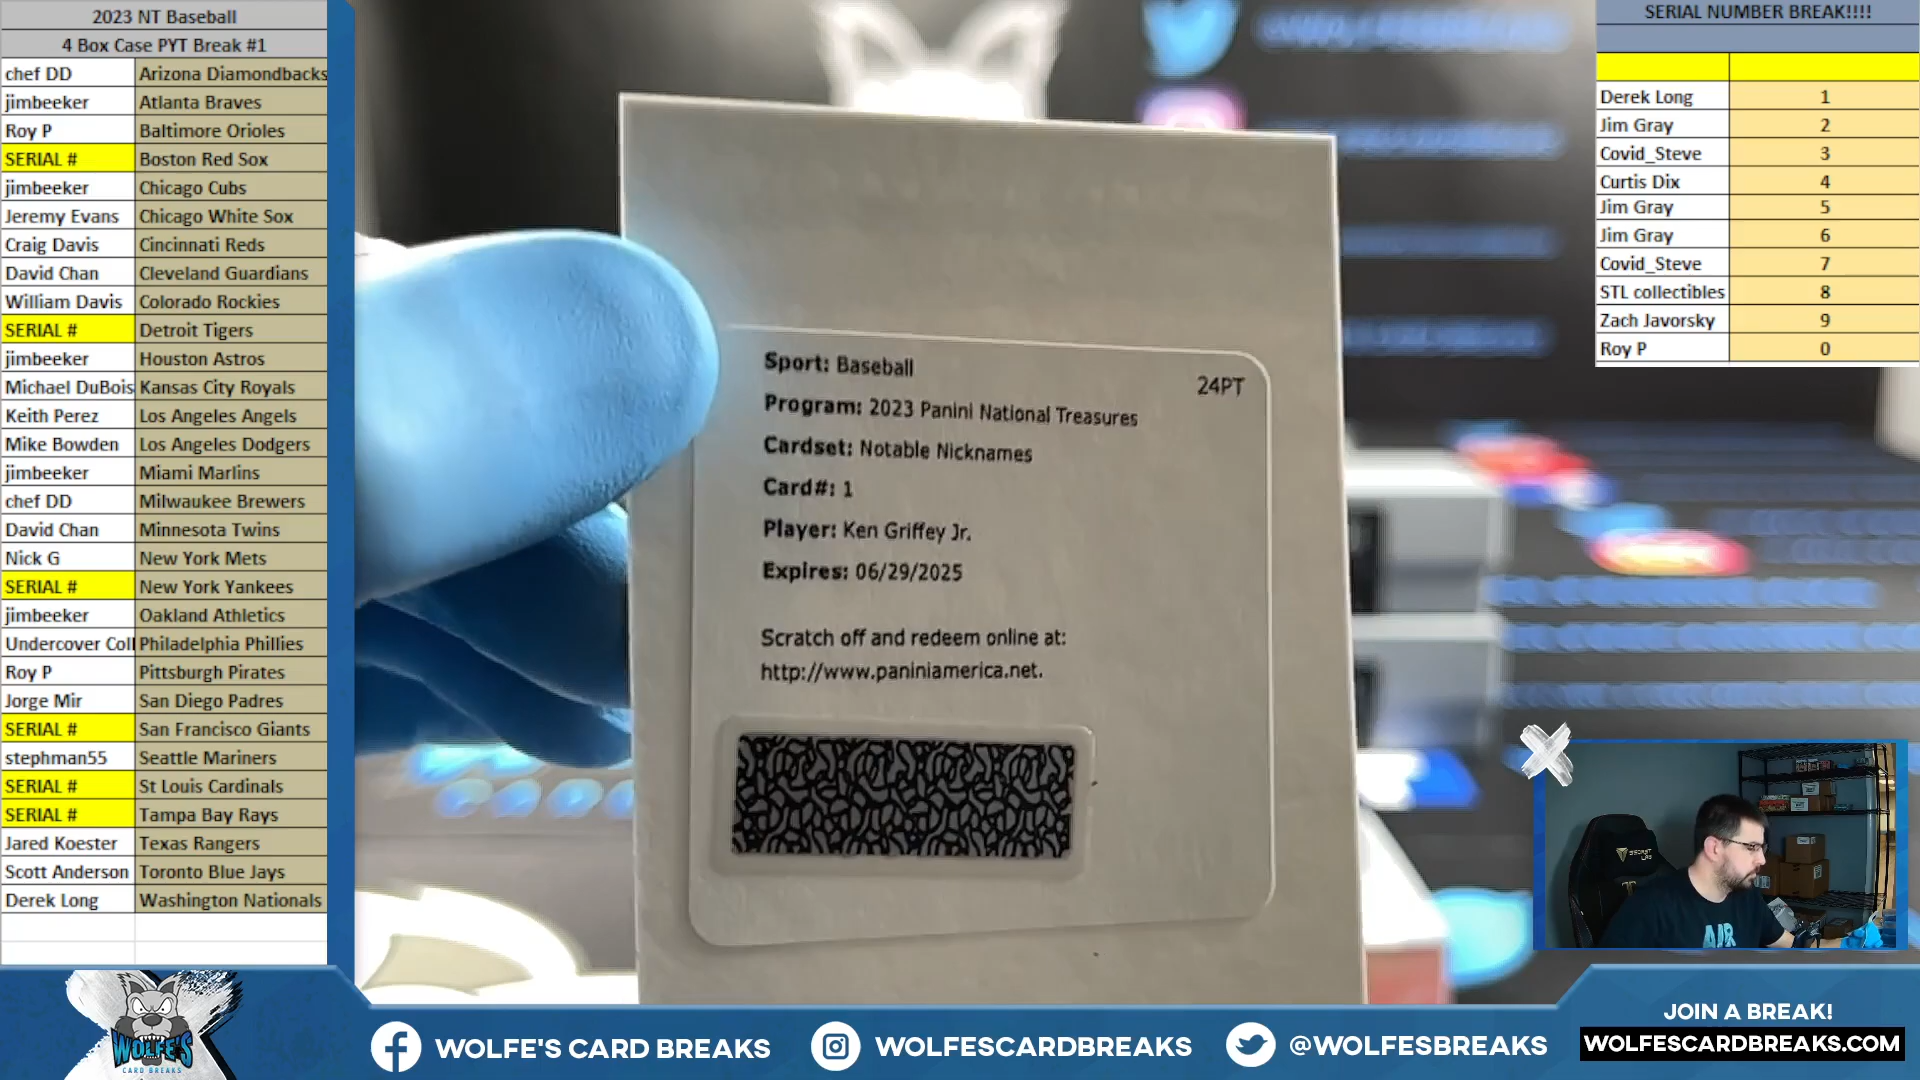 2023 NT Baseball
4 Box Case PYT Break #1
chef DD Arizona Diamondbacks
jimbeeker Atlanta Braves
Roy P Baltimore Orioles
SERIAL # Boston Red Sox
jimbeeker Chicago Cubs
Jeremy Evans Chicago White Sox
Craig Davis Cincinnati Reds
David Chan Cleveland Guardians
William Davis Colorado Rockies
SERIAL # Detroit Tigers
jimbeeker Houston Astros
Michael DuBois Kansas City Royals
Keith Perez Los Angeles Angels
Mike Bowden Los Angeles Dodgers
jimbeeker Miami Marlins
chef DD Milwaukee Brewers
David Chan Minnesota Twins
Nick G New York Mets
SERIAL # New York Yankees
jimbeeker Oakland Athletics
Undercover Coll Philadelphia Phillies
Roy P Pittsburgh Pirates
Jorge Mir San Diego Padres
SERIAL # San Francisco Giants
stephman55 Seattle Mariners
SERIAL # St Louis Cardinals
SERIAL # Tampa Bay Rays
Jared Koester Texas Rangers
Scott Anderson Toronto Blue Jays
Derek Long Washington Nationals
Sport: Baseball
24PT
Program: 2023 Panini National Treasures
Cardset: Notable Nicknames
Card#: 1
Player: Ken Griffey Jr.
Expires: 06/29/2025
Scratch off and redeem online at:
http://www.paniniamerica.net.
SERIAL NUMBER BREAK!!!!
Derek Long 1
Jim Gray 2
Covid_Steve 3
Curtis Dix 4
Jim Gray 5
Jim Gray 6
Covid_Steve 7
STL collectibles 8
Zach Javorsky 9
Roy P 0
AIR
WOLFE'S
CARD BREAKS
WOLFE'S CARD BREAKS
WOLFESCARDBREAKS
@WOLFESBREAKS
JOIN A BREAK!
WOLFESCARDBREAKS.COM